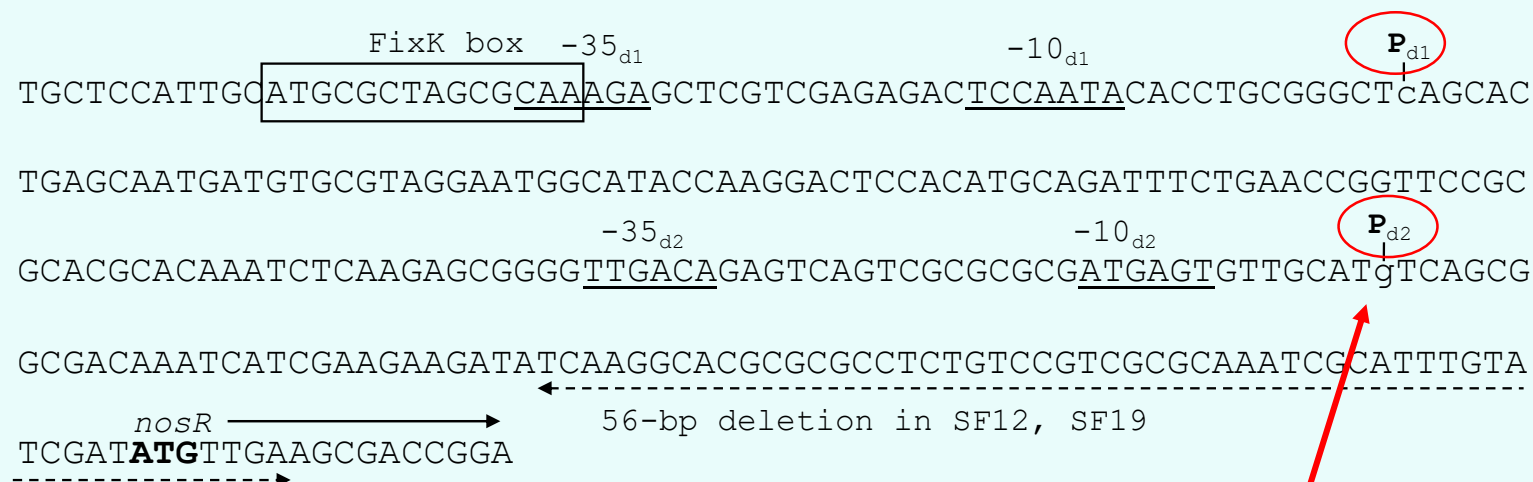 FixK box -35d1 -10d1 Pd1
TGCTCCATTGCATGCGCTAGCGCAAAGAGCTCGTCGAGAGACTCCAATACACCTGCGGGCTcAGCAC
TGAGCAATGATGTGCGTAGGAATGGCATACCAAGGACTCCACATGCAGATTTCTGAACCGGTTCCGC
-35d2 -10d2 Pd2
GCACGCACAAATCTCAAGAGCGGGGTTGACAGAGTCAGTCGCGCGCGATGAGTGTTGCATgTCAGCG
GCGACAAATCATCGAAGAAGATATCAAGGCACGCGCGCCTCTGTCCGTCGCGCAAATCGCATTTGTA
nosR 56-bp deletion in SF12, SF19
TCGATATGTTGAAGCGACCGGA